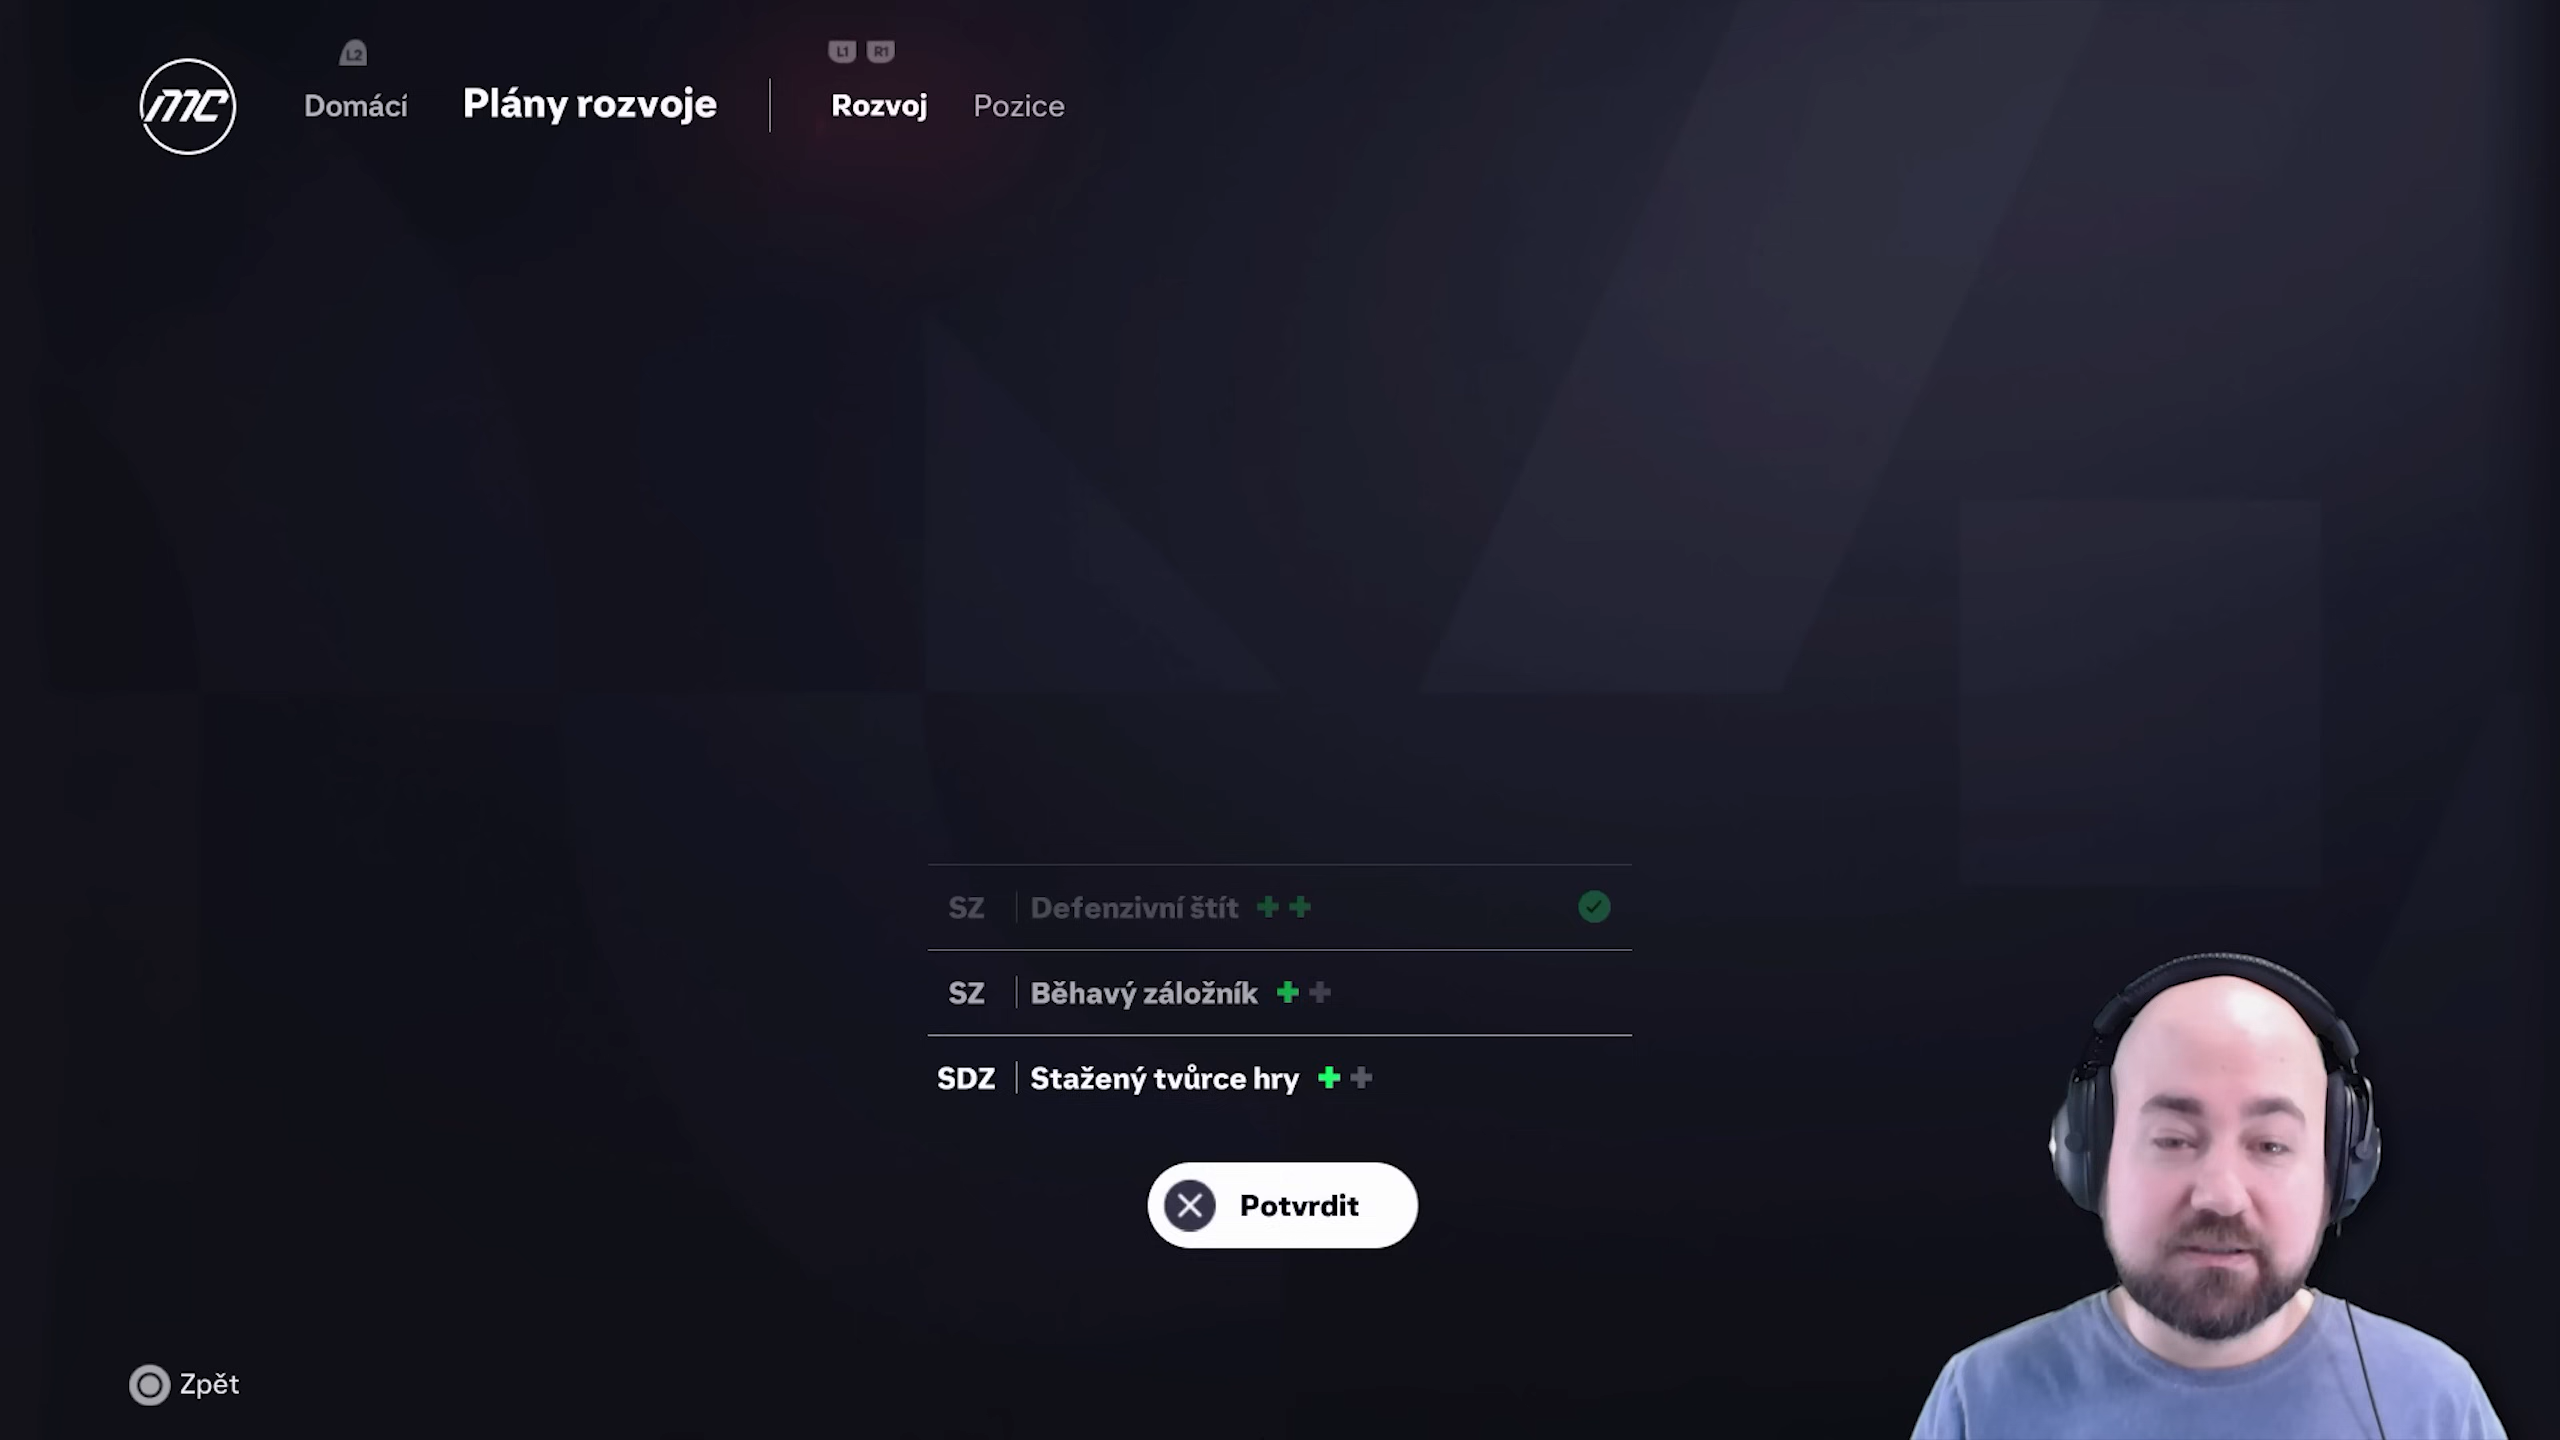 L2
L1 R1
MC Domácí Plány rozvoje Rozvoj Pozice
SZ Defenzivní štít
SZ Běhavý záložník
SDZ Stažený tvůrce hry
Potvrdit
Zpět